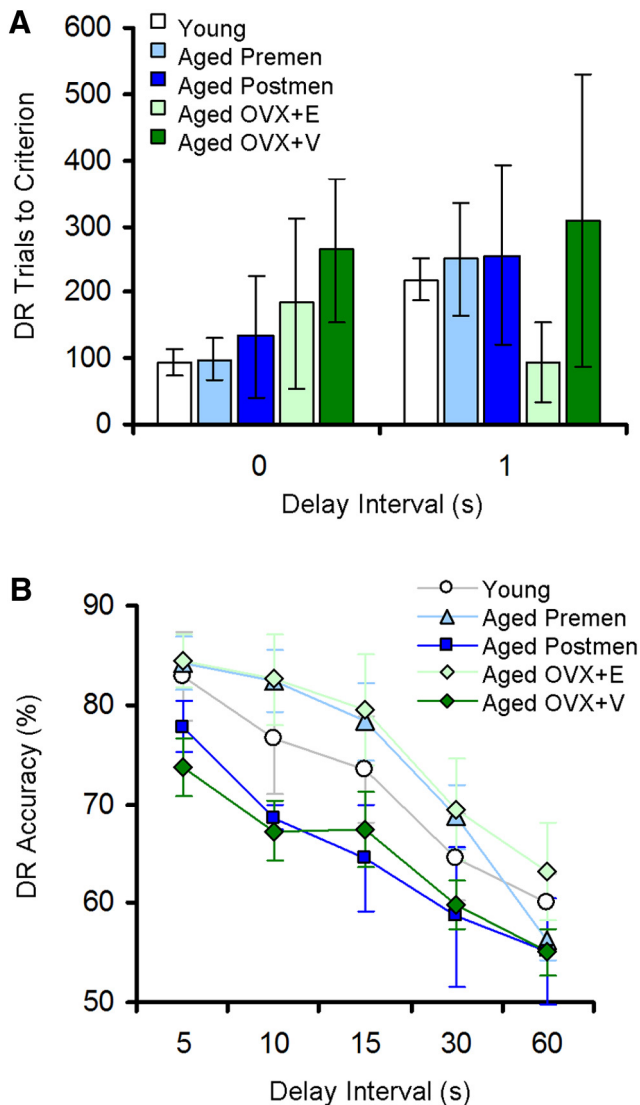 A
600
500
400
300
200
100
0
DR Trials to Criterion
Young
Aged Premen
Aged Postmen
Aged OVX+E
Aged OVX+V
0 1
Delay Interval (s)
B
90
80
70
60
50
DR Accuracy (%)
Young
Aged Premen
Aged Postmen
Aged OVX+E
Aged OVX+V
5 10 15 30 60
Delay Interval (s)